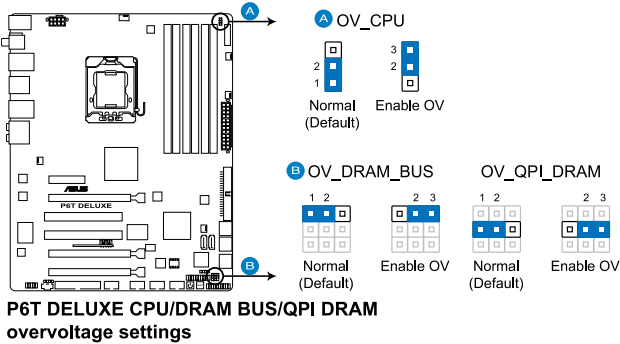 A
A OV_CPU
3
2
2
1
Normal
(Default)
Enable OV
B OV_DRAM_BUS
OV_QPI_DRAM
1 2
2 3
1 2
2 3
Normal
(Default)
Enable OV
Normal
(Default)
Enable OV
ASUS
P6T DELUXE
B
P6T DELUXE CPU/DRAM BUS/QPI DRAM
overvoltage settings